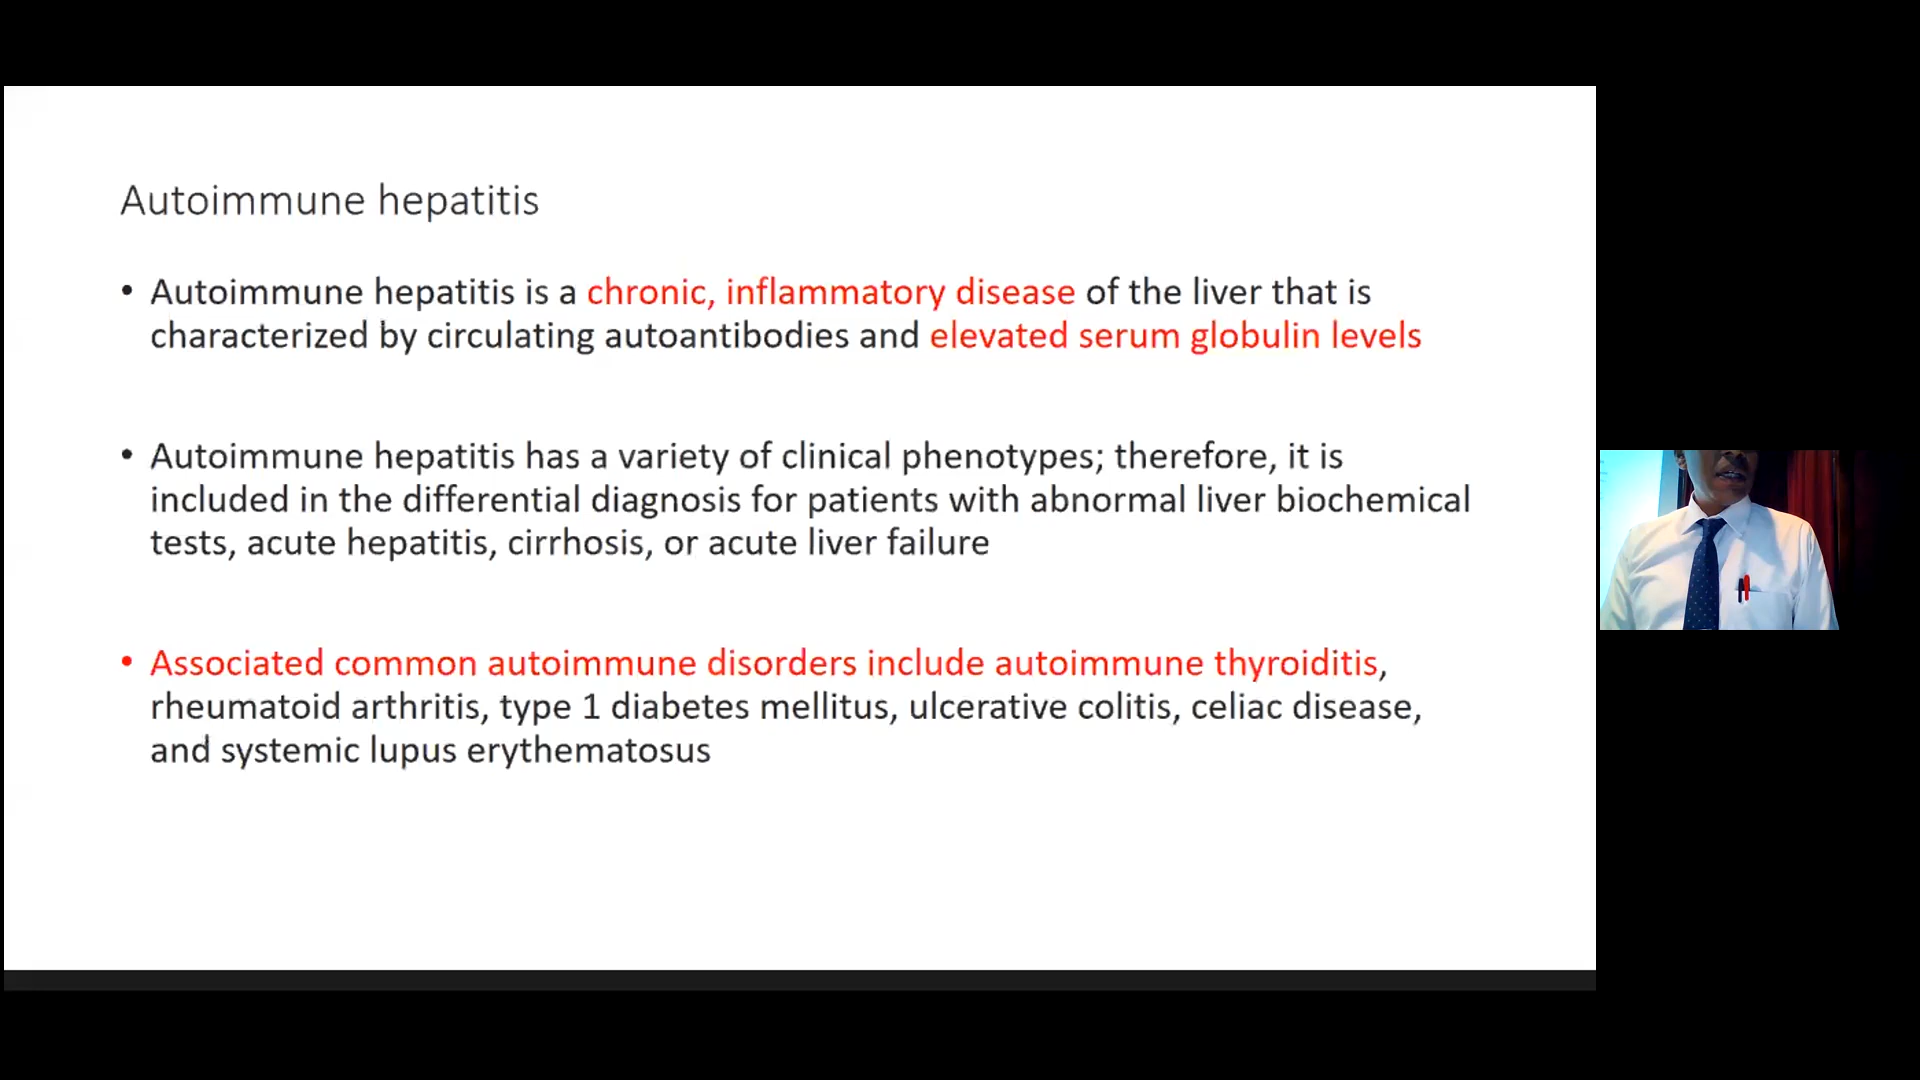 Autoimmune hepatitis
• Autoimmune hepatitis is a chronic, inflammatory disease of the liver that is
characterized by circulating autoantibodies and elevated serum globulin levels
• Autoimmune hepatitis has a variety of clinical phenotypes; therefore, it is
included in the differential diagnosis for patients with abnormal liver biochemical
tests, acute hepatitis, cirrhosis, or acute liver failure
• Associated common autoimmune disorders include autoimmune thyroiditis,
rheumatoid arthritis, type 1 diabetes mellitus, ulcerative colitis, celiac disease,
and systemic lupus erythematosus